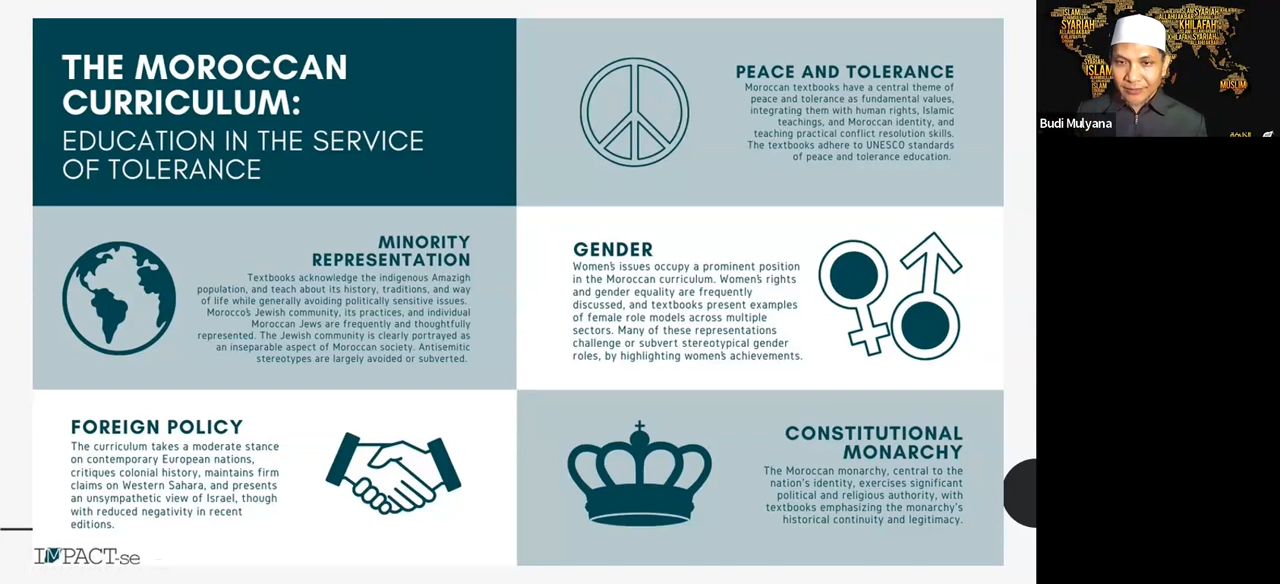 THE MOROCCAN
CURRICULUM:
EDUCATION IN THE SERVICE
OF TOLERANCE
PEACE AND TOLERANCE
Moroccan textbooks have a central theme of
peace and tolerance as fundamental values,
integrating them with human rights, Islamic
teachings, and Moroccan identity, and
teaching practical conflict resolution skills.
The textbooks adhere to UNESCO standards
of peace and tolerance education.
MINORITY
REPRESENTATION
Textbooks acknowledge the indigenous Amazigh
population, and teach about its history, traditions, and way
of life while generally avoiding politically sensitive issues.
Morocco's Jewish community, its practices, and individual
Moroccan Jews are frequently and thoughtfully
represented. The Jewish community is clearly portrayed as
an inseparable aspect of Moroccan society. Antisemitic
stereotypes are largely avoided or subverted.
GENDER
Women's issues occupy a prominent position
in the Moroccan curriculum. Women's rights
and gender equality are frequently
discussed, and textbooks present examples
of female role models across multiple
sectors. Many of these representations
challenge or subvert stereotypical gender
roles, by highlighting women's achievements.
FOREIGN POLICY
The curriculum takes a moderate stance
on contemporary European nations,
critiques colonial history, maintains firm
claims on Western Sahara, and presents
an unsympathetic view of Israel, though
with reduced negativity in recent
editions.
CONSTITUTIONAL
MONARCHY
The Moroccan monarchy, central to the
nation's identity, exercises significant
political and religious authority, with
textbooks emphasizing the monarchy's
historical continuity and legitimacy.
IMPACT-se
ISLAM
SYARIAH
ALLAHUAKBAR
KHILAFAH
ISLAM SYARIAH
ISLAM
MUSLIM
Budi Mulyana